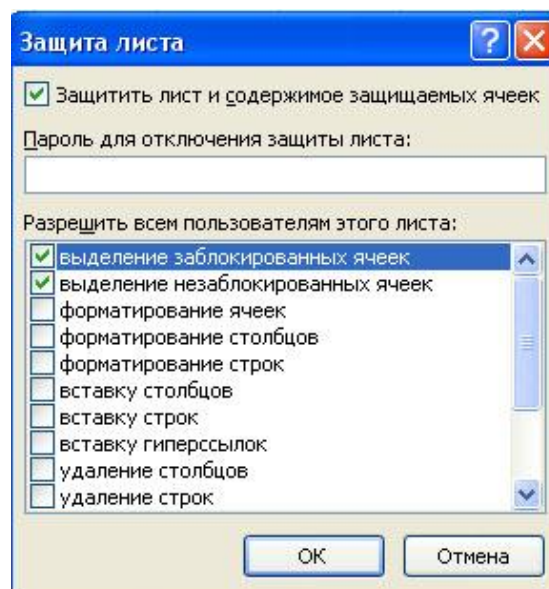 Защита листа
Защитить лист и содержимое защищаемых ячеек
Пароль для отключения защиты листа:
Разрешить всем пользователям этого листа:
выделение заблокированных ячеек
выделение незаблокированных ячеек
форматирование ячеек
форматирование столбцов
форматирование строк
вставку столбцов
вставку строк
вставку гиперссылок
удаление столбцов
удаление строк
ОК Отмена